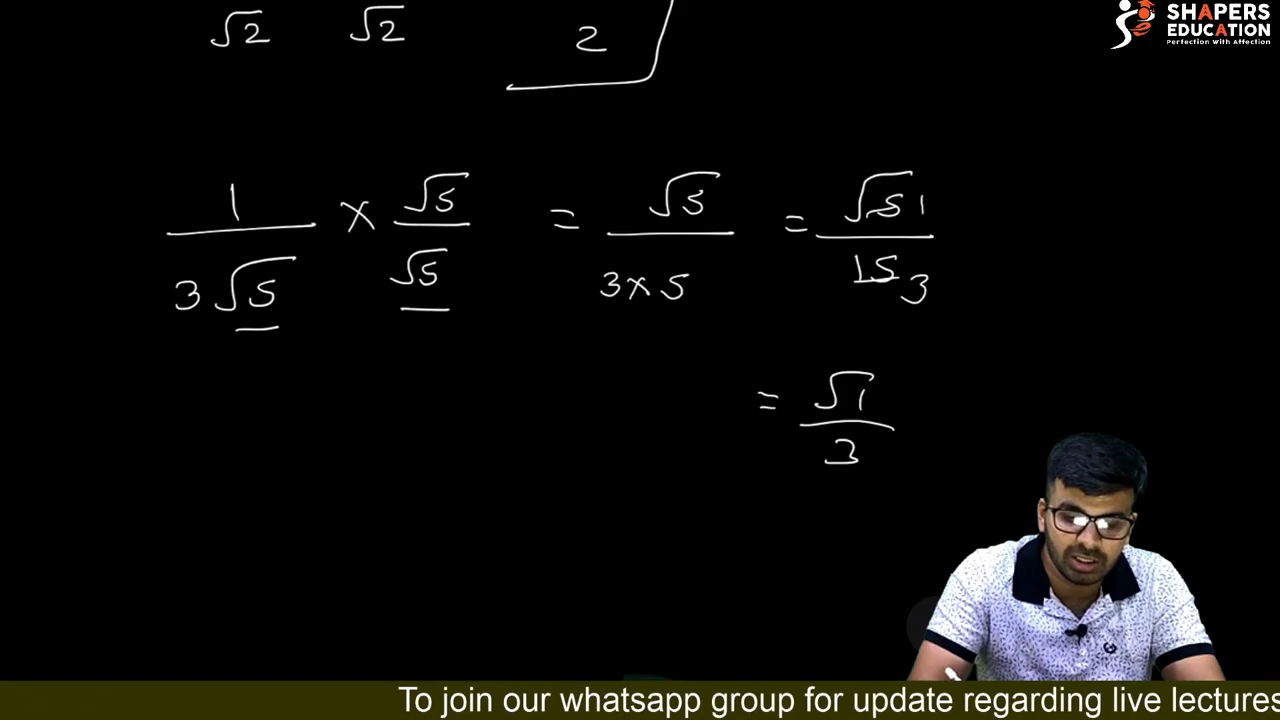 SHAPERS
EDUCATION
Perfection With Affection
√2 √2 2
1/(3√5) × √5/√5 = √5/(3×5) = √5 1/(15 3)
= √1/3
To join our whatsapp group for update regarding live lectures